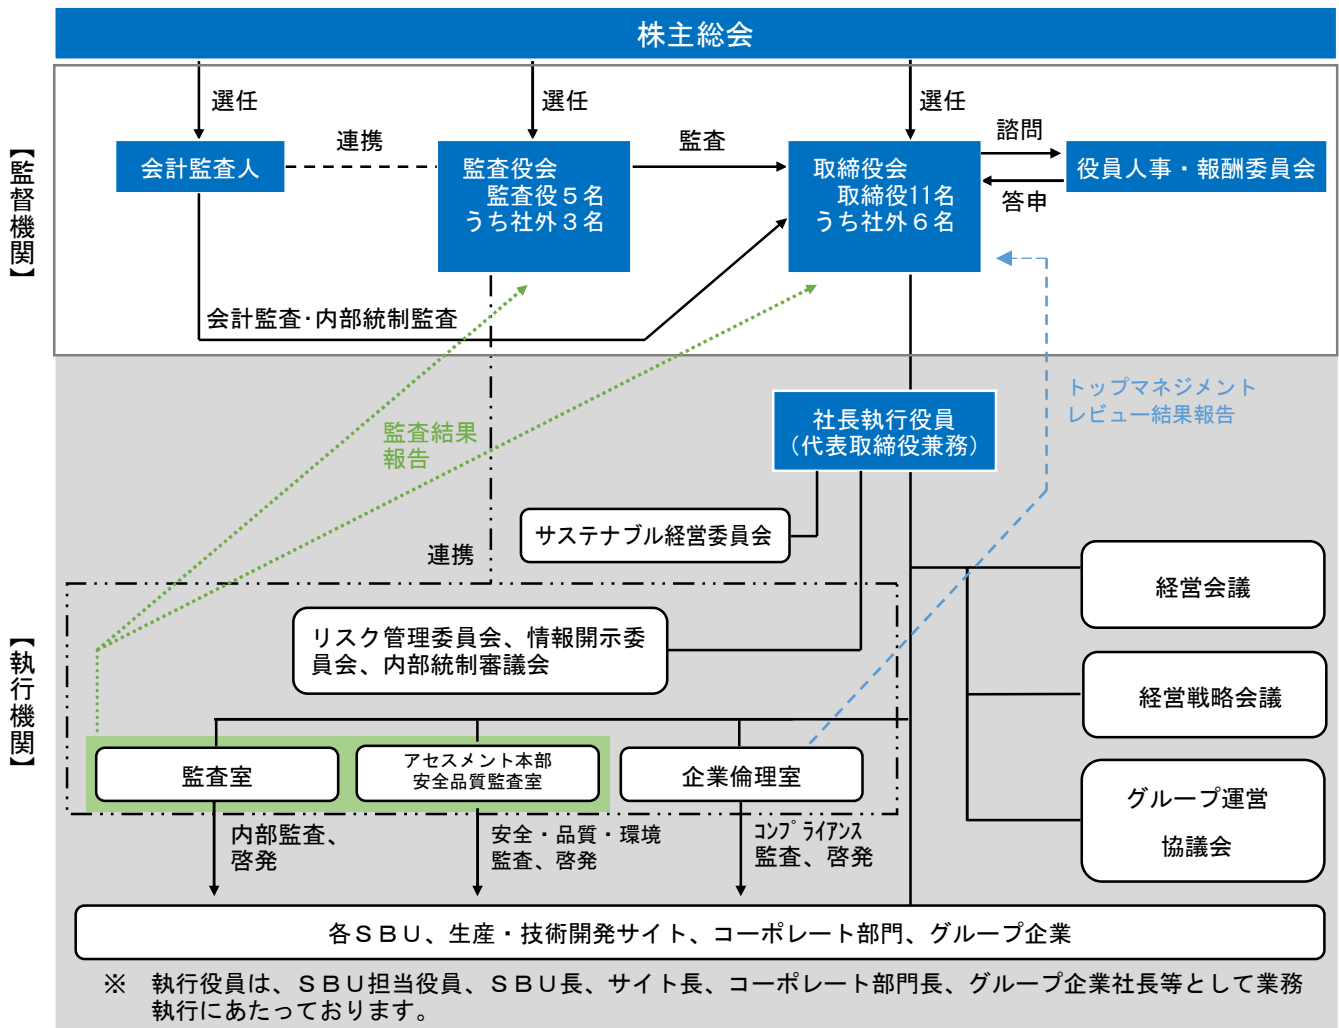 株主総会
選任
選任
選任
【監督機関】
会計監査人
連携
監査役会
監査役５名
うち社外３名
監査
取締役会
取締役11名
うち社外６名
諮問
答申
役員人事・報酬委員会
会計監査･内部統制監査
監査結果
報告
社長執行役員
（代表取締役兼務）
トップマネジメント
レビュー結果報告
サステナブル経営委員会
連携
【執行機関】
リスク管理委員会、情報開示委
員会、内部統制審議会
経営会議
経営戦略会議
グループ運営
協議会
監査室
アセスメント本部
安全品質監査室
企業倫理室
内部監査、
啓発
安全・品質・環境
監査、啓発
ｺﾝﾌﾟﾗｲｱﾝｽ
監査、啓発
各ＳＢＵ、生産・技術開発サイト、コーポレート部門、グループ企業
※　執行役員は、ＳＢＵ担当役員、ＳＢＵ長、サイト長、コーポレート部門長、グループ企業社長等として業務
執行にあたっております。